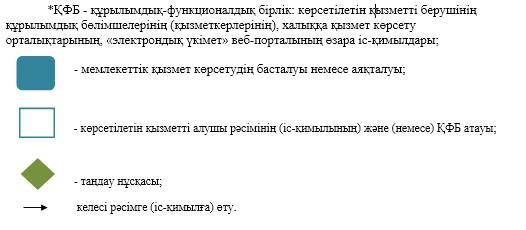 *ҚФБ - құрылымдық-функционалдық бірлік: көрсетілетін қызметті берушінің
құрылымдық бөлімшелерінің (қызметкерлерінің), халыққа қызмет көрсету
орталықтарының, «электрондық үкімет» веб-порталының өзара іс-қимылдары;
- мемлекеттік қызмет көрсетудің басталуы немесе аяқталуы;
- көрсетілетін қызметті алушы рәсімінің (іс-қимылының) және (немесе) ҚФБ атауы;
- таңдау нұсқасы;
келесі рәсімге (іс-қимылға) өту.